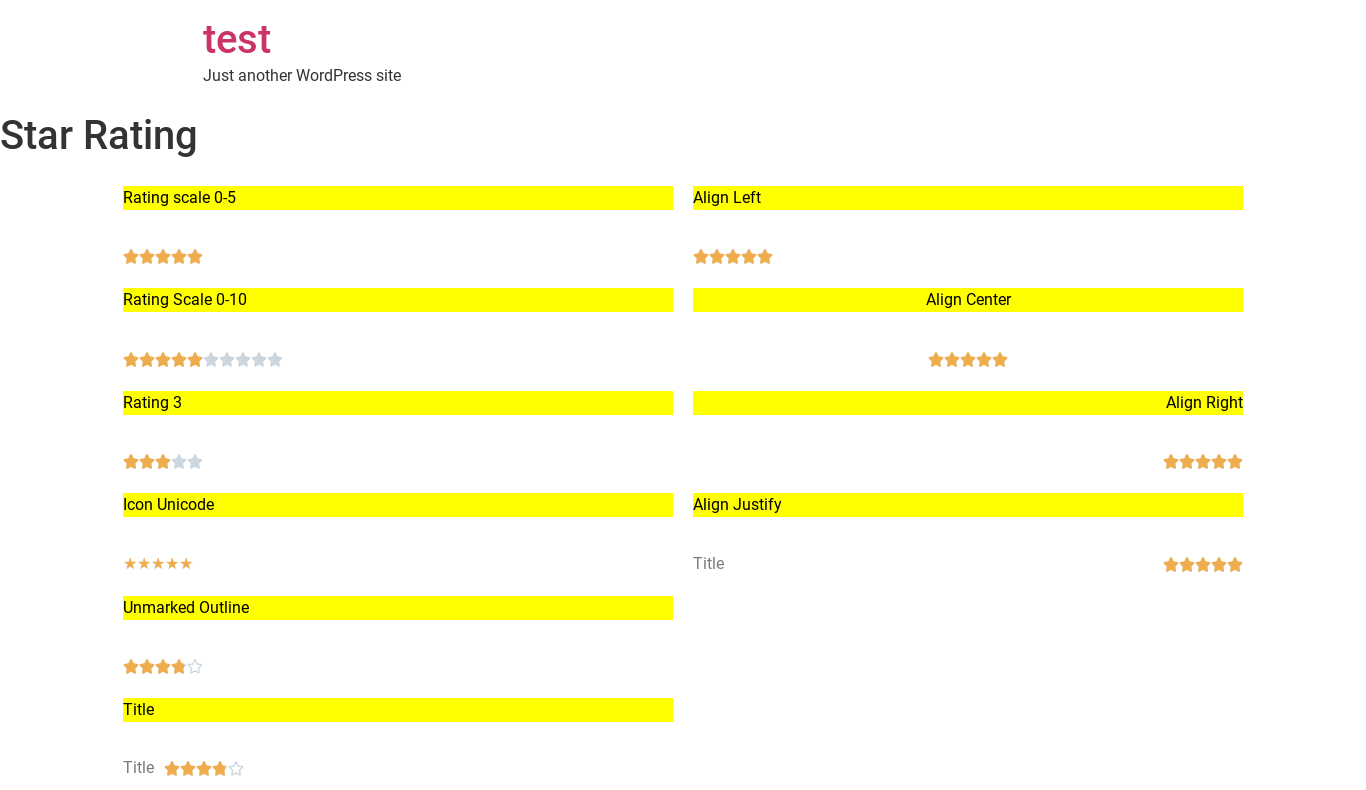 test
Just another WordPress site
Star Rating
Rating scale 0-5
Rating Scale 0-10
Rating 3
Icon Unicode
★★★★★
Unmarked Outline
Title
Title
Align Left
Align Center
Align Right
Align Justify
Title